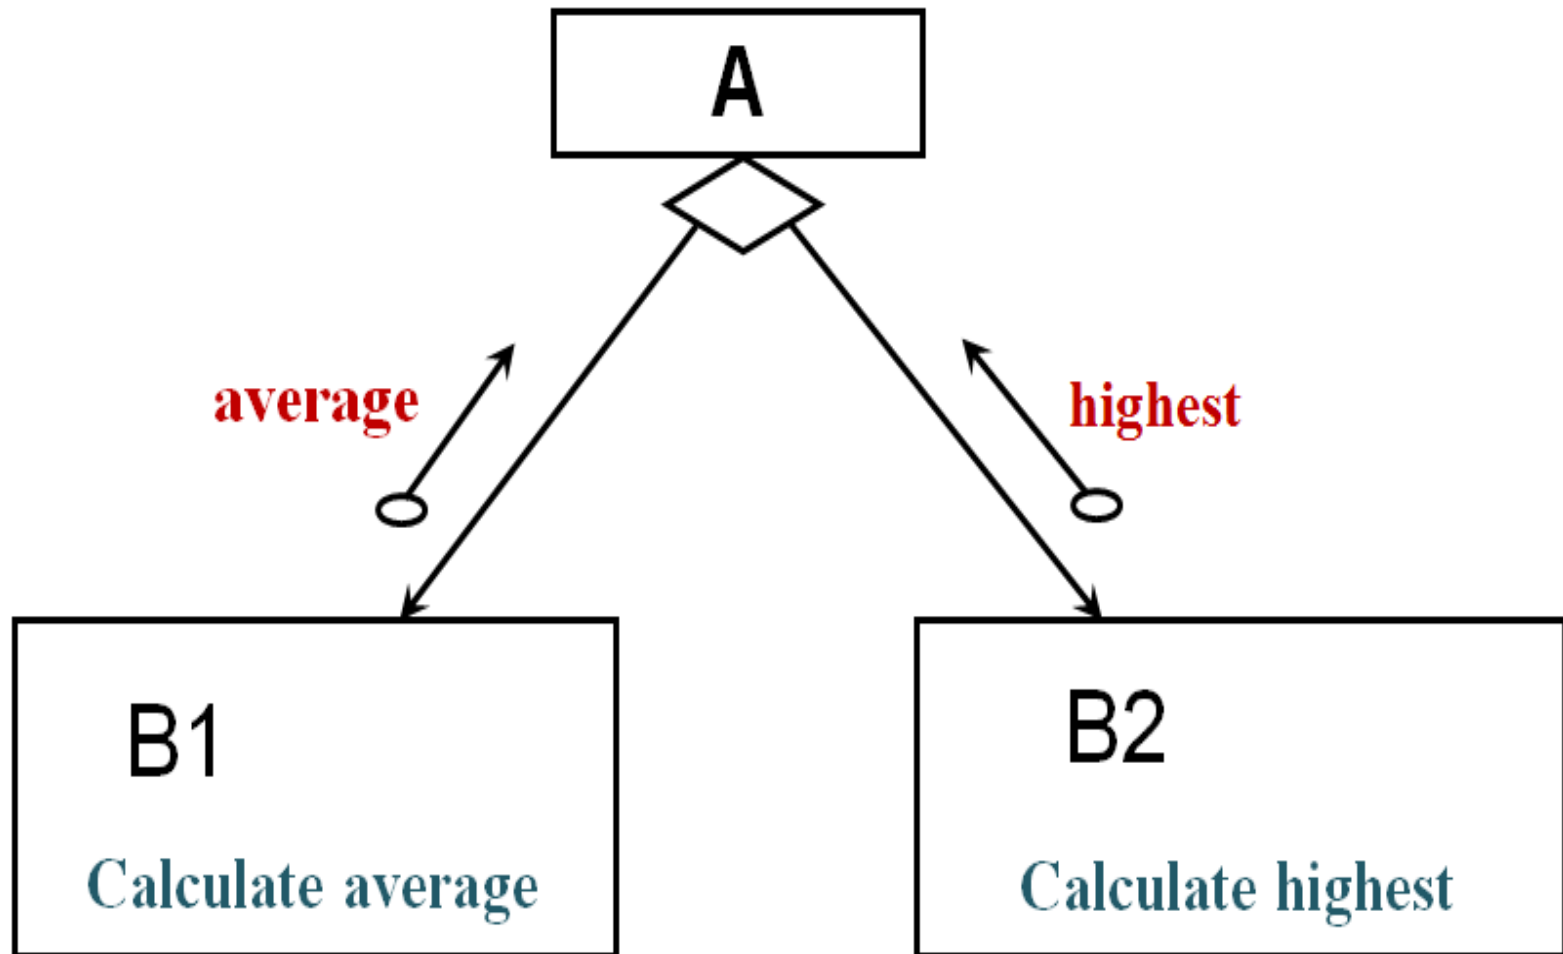 A
average
highest
B1
Calculate average
B2
Calculate highest